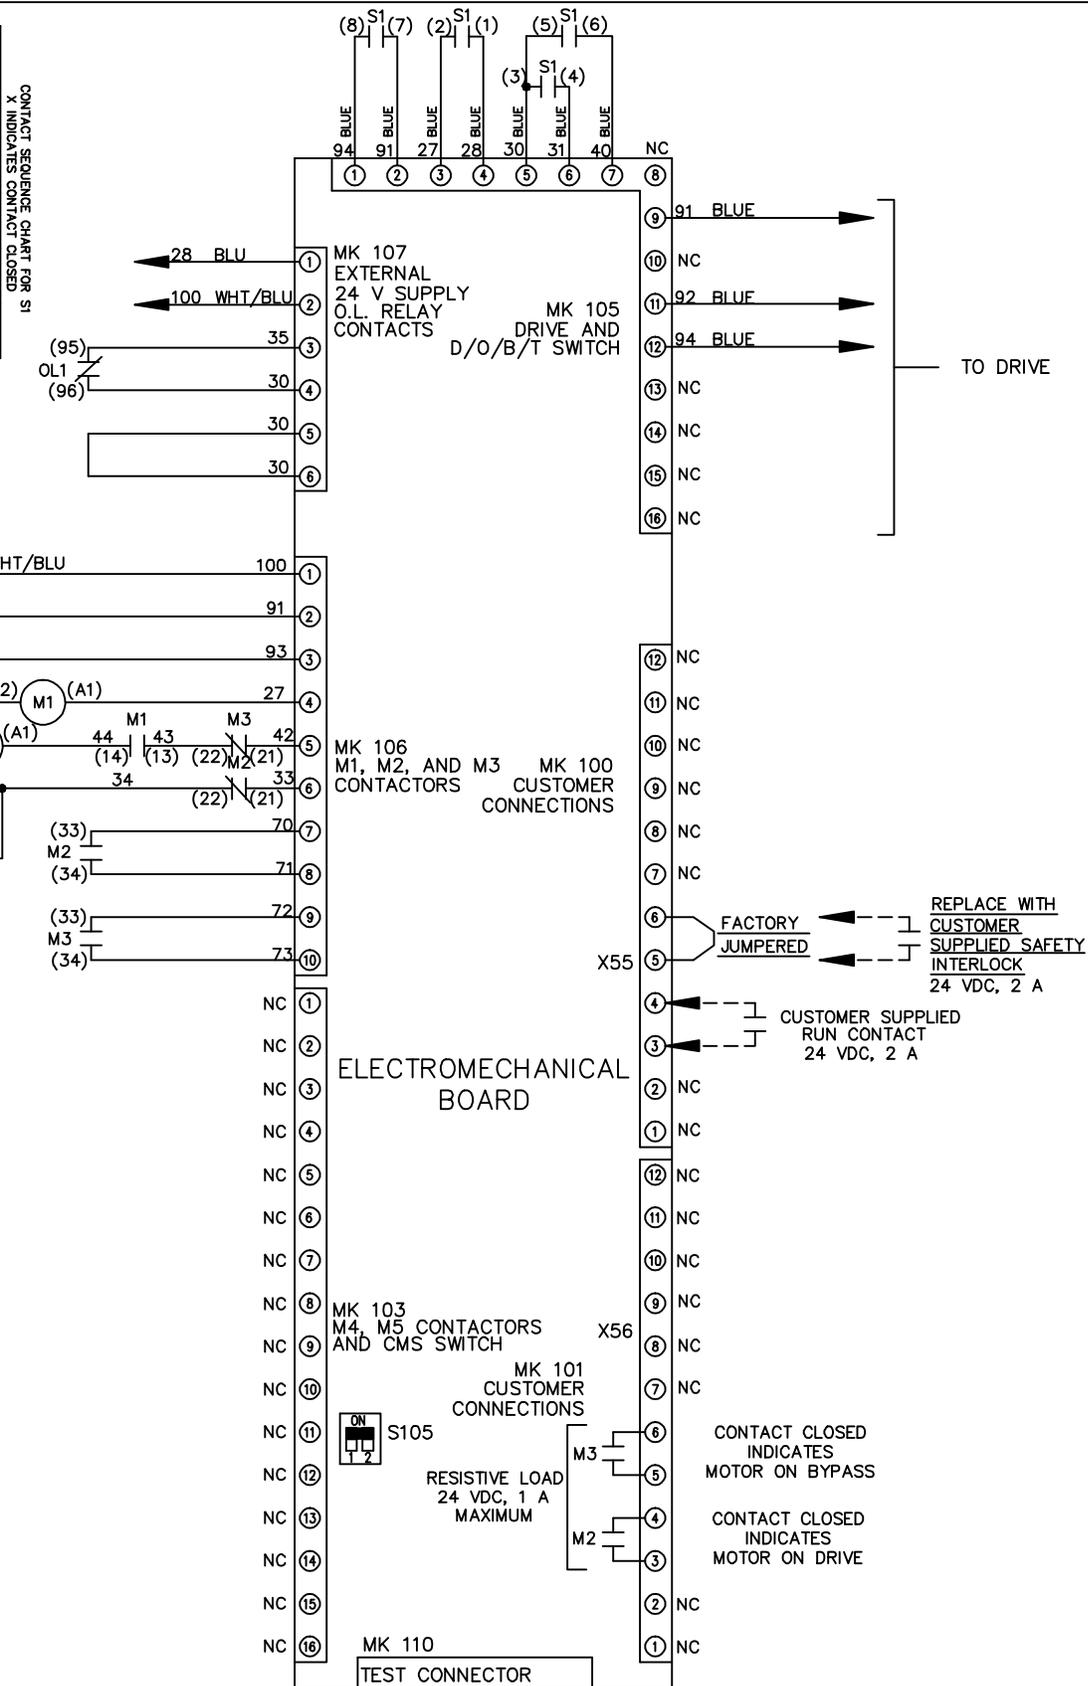 S1 S1 S1
(8) (7) (2) (1) (5) (6)
S1
(3) (4)
BLUE BLUE BLUE BLUE BLUE BLUE BLUE
94 91 27 28 30 31 40 NC
1 2 3 4 5 6 7 8
CONTACT SEQUENCE CHART FOR S1
X INDICATES CONTACT CLOSED
9 91 BLUE
10 NC
11 92 BLUE
12 94 BLUE
13 NC
14 NC
15 NC
16 NC
TO DRIVE
MK 105
DRIVE AND
D/O/B/T SWITCH
28 BLU 1
100 WHT/BLU 2
35 3
30 4
30 5
30 6
(95)
OL1
(96)
MK 107
EXTERNAL
24 V SUPPLY
O.L. RELAY
CONTACTS
HT/BLU 100 1
91 2
93 3
2) M1 (A1) 27 4
(A1) 44 M1 43 M3 42 5
(14) (13) (22) (21)
34 M2 33 6
(22) (21)
(33) 70 7
M2
(34) 71 8
(33) 72 9
M3
(34) 73 10
MK 106
M1, M2, AND M3
CONTACTORS
MK 100
CUSTOMER
CONNECTIONS
12 NC
11 NC
10 NC
9 NC
8 NC
7 NC
6
X55 5
4
3
2 NC
1 NC
FACTORY
JUMPERED
REPLACE WITH
CUSTOMER
SUPPLIED SAFETY
INTERLOCK
24 VDC, 2 A
CUSTOMER SUPPLIED
RUN CONTACT
24 VDC, 2 A
ELECTROMECHANICAL
BOARD
NC 1
NC 2
NC 3
NC 4
NC 5
NC 6
NC 7
NC 8
NC 9
NC 10
NC 11
NC 12
NC 13
NC 14
NC 15
NC 16
MK 103
M4, M5 CONTACTORS
AND CMS SWITCH
ON
1 2
S105
12 NC
11 NC
10 NC
9 NC
X56
8 NC
7 NC
6
5
4
3
2 NC
1 NC
MK 101
CUSTOMER
CONNECTIONS
M3
M2
RESISTIVE LOAD
24 VDC, 1 A
MAXIMUM
CONTACT CLOSED
INDICATES
MOTOR ON BYPASS
CONTACT CLOSED
INDICATES
MOTOR ON DRIVE
MK 110
TEST CONNECTOR